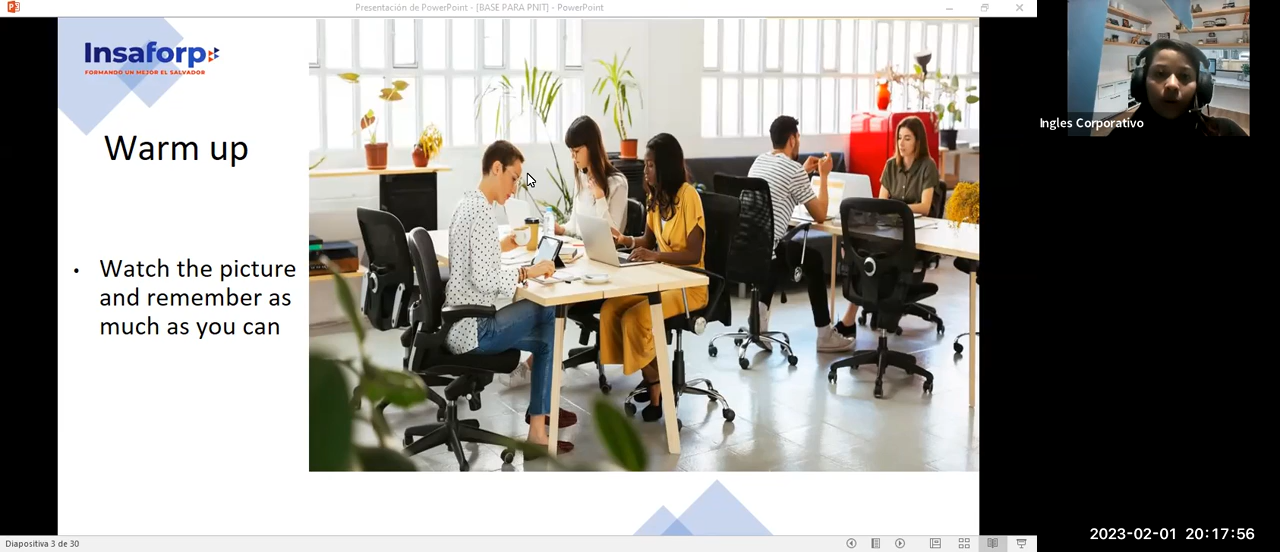 Presentación de PowerPoint - [BASE PARA PNIT] - PowerPoint
Insaforp
FORMANDO UN MEJOR EL SALVADOR
Warm up
• Watch the picture
and remember as
much as you can
Ingles Corporativo
Diapositiva 3 de 30
2023-02-01 20:17:56